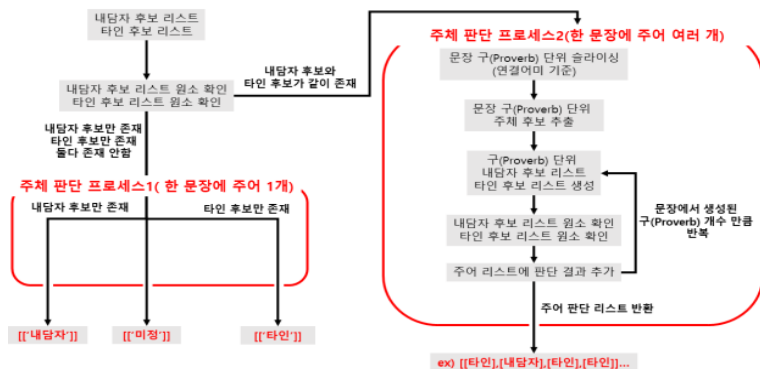 내담자 후보 리스트
타인 후보 리스트
내담자 후보 리스트 원소 확인
타인 후보 리스트 원소 확인
내담자 후보와
타인 후보가 같이 존재
내담자 후보만 존재
타인 후보만 존재
둘다 존재 안함
주체 판단 프로세스1( 한 문장에 주어 1개)
내담자 후보만 존재
타인 후보만 존재
[['내담자']]
[['미정']]
[['타인']]
주체 판단 프로세스2(한 문장에 주어 여러 개)
문장 구(Proverb) 단위 슬라이싱
(연결어미 기준)
문장 구(Proverb) 단위
주체 후보 추출
구(Proverb) 단위
내담자 후보 리스트
타인 후보 리스트 생성
내담자 후보 리스트 원소 확인
타인 후보 리스트 원소 확인
주어 리스트에 판단 결과 추가
문장에서 생성된
구(Proverb) 개수 만큼
반복
주어 판단 리스트 반환
ex) [[타인],[내담자],[타인],[타인]]...